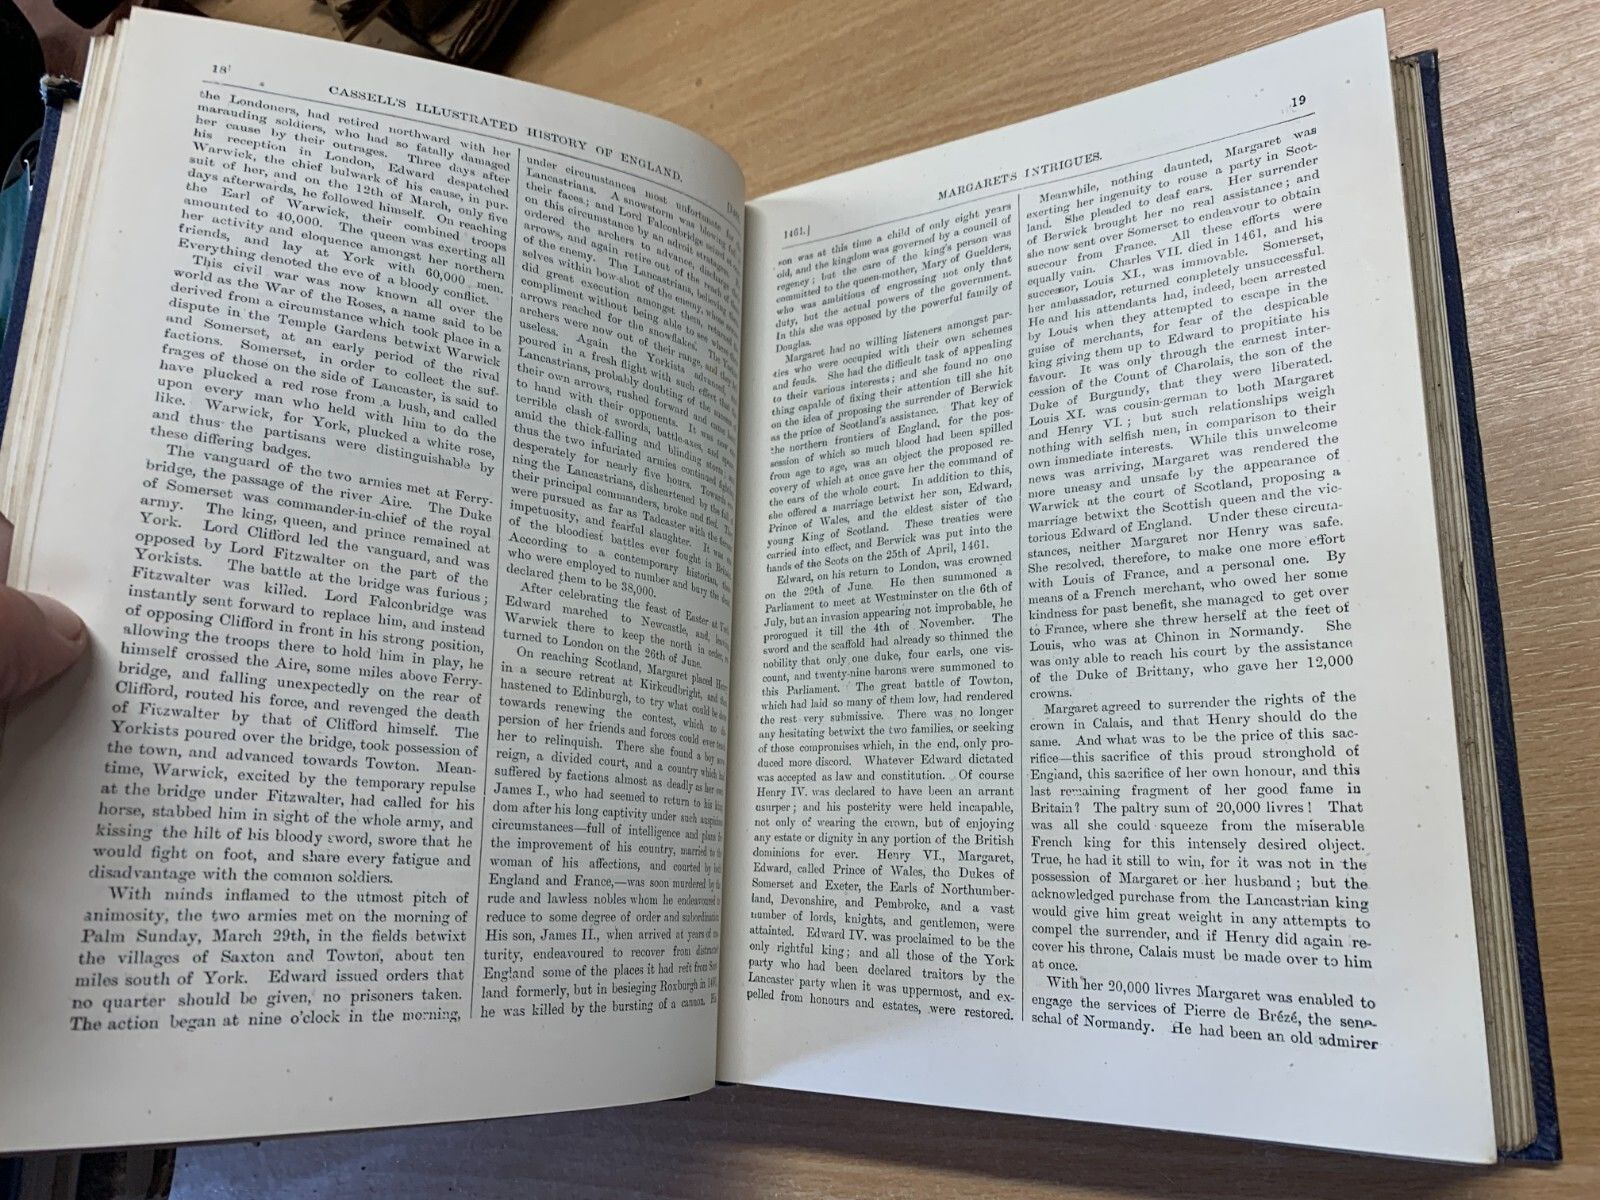 18
CASSELL'S ILLUSTRATED HISTORY OF ENGLAND.
the Londoners, had retired northward with her
marauding soldiers, who had so fatally damaged
her cause by their outrages. Three days after
his reception in London, Edward despatched
Warwick, the chief bulwark of his cause, in pur-
suit of her, and on the 12th of March, only five
days afterwards, he followed himself. On reaching
the Earl of Warwick, their combined troops
amounted to 40,000. The queen was exerting all
her activity and eloquence amongst her northern
friends, and lay at York with 60,000 men.
Everything denoted the eve of a bloody conflict.
This civil war was now known all over the
world as the War of the Roses, a name said to be
derived from a circumstance which took place in a
dispute in the Temple Gardens betwixt Warwick
and Somerset, at an early period of the rival
factions. Somerset, in order to collect the suf-
frages of those on the side of Lancaster, is said to
have plucked a red rose from a bush, and called
upon every man who held with him to do the
like. Warwick, for York, plucked a white rose,
and thus the partisans were distinguishable by
these differing badges.
The vanguard of the two armies met at Ferry-
bridge, the passage of the river Aire. The Duke
of Somerset was commander-in-chief of the royal
army. The king, queen, and prince remained at
York. Lord Clifford led the vanguard, and was
opposed by Lord Fitzwalter on the part of the
Yorkists. The battle at the bridge was furious;
Fitzwalter was killed. Lord Falconbridge was
instantly sent forward to replace him, and instead
of opposing Clifford in front in his strong position,
allowing the troops there to hold him in play, he
himself crossed the Aire, some miles above Ferry-
bridge, and falling unexpectedly on the rear of
Clifford, routed his force, and revenged the death
of Fitzwalter by that of Clifford himself. The
Yorkists poured over the bridge, took possession of
the town, and advanced towards Towton. Mean-
time, Warwick, excited by the temporary repulse
at the bridge under Fitzwalter, had called for his
horse, stabbed him in sight of the whole army, and
kissing the hilt of his bloody sword, swore that he
would fight on foot, and share every fatigue and
disadvantage with the common soldiers.
With minds inflamed to the utmost pitch of
animosity, the two armies met on the morning of
Palm Sunday, March 29th, in the fields betwixt
the villages of Saxton and Towton, about ten
miles south of York. Edward issued orders that
no quarter should be given, no prisoners taken.
The action began at nine o'clock in the morning,
under circumstances most unfortunate
Lancastrians. A snowstorm was blowing
their faces; and Lord Falconbridge seized
on this circumstance by an adroit stratagem.
ordered the archers to advance, discharge
arrows, and again retire out of the reach of
of the enemy. The Lancastrians, believing
selves within bow-shot of the enemy, whose
did great execution amongst them, returned
compliment without being able to see where
arrows reached for the snowflakes. The
archers were now out of their range, and
useless. Again the Yorkists advanced,
poured in a fresh flight with such effect that
Lancastrians, probably doubting of the
their own arrows, rushed forward and came
to hand with their opponents. It was now
terrible clash of swords, battle-axes, and
amid the thick-falling and blinding storm
thus the two infuriated armies continued fighting
desperately for nearly five hours. Towards
ning the Lancastrians, disheartened by the fall of
their principal commanders, broke and fled. They
were pursued as far as Tadcaster with the
impetuosity, and fearful slaughter. It was
of the bloodiest battles ever fought in Britain.
According to a contemporary historian,
who were employed to number and bury the dead
declared them to be 38,000.
After celebrating the feast of Easter at York,
Edward marched to Newcastle, and,
Warwick there to keep the north in order,
turned to London on the 26th of June.
On reaching Scotland, Margaret placed Henry
in a secure retreat at Kirkcudbright, and
hastened to Edinburgh, to try what could be done
towards renewing the contest, which no
persion of her friends and forces could ever
her to relinquish. There she found a boy
reign, a divided court, and a country which had
suffered by factions almost as deadly as her own.
James I., who had seemed to return to his king-
dom after his long captivity under such auspicious
circumstances—full of intelligence and plans for
the improvement of his country, married to the
woman of his affections, and courted by both
England and France,—was soon murdered by the
rude and lawless nobles whom he endeavoured to
reduce to some degree of order and subordination.
His son, James II., when arrived at years of ma-
turity, endeavoured to recover from distracted
England some of the places it had reft from Scot-
land formerly, but in besieging Roxburgh in
he was killed by the bursting of a cannon. His
1461.]
MARGARET'S INTRIGUES.
19
son was at this time a child of only eight years
old, and the kingdom was governed by a council of
regency; but the care of the king's person was
committed to the queen-mother, Mary of Guelders,
who was ambitious of engrossing not only that
duty, but the actual powers of the government.
In this she was opposed by the powerful family of
Douglas.
Margaret had no willing listeners amongst par-
ties who were occupied with their own schemes
and feuds. She had the difficult task of appealing
to their various interests; and she found no one
thing capable of fixing their attention till she hit
on the idea of proposing the surrender of Berwick
as the price of Scotland's assistance. That key of
the northern frontiers of England, for the pos-
session of which so much blood had been spilled
from age to age, was an object the proposed re-
covery of which at once gave her the command of
the ears of the whole court. In addition to this,
she offered a marriage betwixt her son, Edward,
Prince of Wales, and the eldest sister of the
young King of Scotland. These treaties were
carried into effect, and Berwick was put into the
hands of the Scots on the 25th of April, 1461.
Edward, on his return to London, was crowned
on the 29th of June. He then summoned a
Parliament to meet at Westminster on the 6th of
July, but an invasion appearing not improbable, he
prorogued it till the 4th of November. The
sword and the scaffold had already so thinned the
nobility that only one duke, four earls, one vis-
count, and twenty-nine barons were summoned to
this Parliament. The great battle of Towton,
which had laid so many of them low, had rendered
the rest very submissive. There was no longer
any hesitating betwixt the two families, or seeking
of those compromises which, in the end, only pro-
duced more discord. Whatever Edward dictated
was accepted as law and constitution. Of course
Henry IV. was declared to have been an arrant
usurper; and his posterity were held incapable,
not only of wearing the crown, but of enjoying
any estate or dignity in any portion of the British
dominions for ever. Henry VI., Margaret,
Edward, called Prince of Wales, the Dukes of
Somerset and Exeter, the Earls of Northumber-
land, Devonshire, and Pembroke, and a vast
number of lords, knights, and gentlemen, were
attainted. Edward IV. was proclaimed to be the
only rightful king; and all those of the York
party who had been declared traitors by the
Lancaster party when it was uppermost, and ex-
pelled from honours and estates, were restored.
Meanwhile, nothing daunted, Margaret was
exerting her ingenuity to rouse a party in Scot-
land. She pleaded to deaf ears. Her surrender
of Berwick brought her no real assistance; and
she now sent over Somerset to endeavour to obtain
succour from France. All these efforts were
equally vain. Charles VII. died in 1461, and his
successor, Louis XI., was immovable. Somerset,
her ambassador, returned completely unsuccessful.
He and his attendants had, indeed, been arrested
by Louis when they attempted to escape in the
guise of merchants, for fear of the despicable
king giving them up to Edward to propitiate his
favour. It was only through the earnest inter-
cession of the Count of Charolais, the son of the
Duke of Burgundy, that they were liberated.
Louis XI. was cousin-german to both Margaret
and Henry VI.; but such relationships weigh
nothing with selfish men, in comparison to their
own immediate interests. While this unwelcome
news was arriving, Margaret was rendered the
more uneasy and unsafe by the appearance of
Warwick at the court of Scotland, proposing a
marriage betwixt the Scottish queen and the vic-
torious Edward of England. Under these circum-
stances, neither Margaret nor Henry was safe.
She resolved, therefore, to make one more effort
with Louis of France, and a personal one. By
means of a French merchant, who owed her some
kindness for past benefit, she managed to get over
to France, where she threw herself at the feet of
Louis, who was at Chinon in Normandy. She
was only able to reach his court by the assistance
of the Duke of Brittany, who gave her 12,000
crowns.
Margaret agreed to surrender the rights of the
crown in Calais, and that Henry should do the
same. And what was to be the price of this sac-
rifice—this sacrifice of this proud stronghold of
England, this sacrifice of her own honour, and this
last remaining fragment of her good fame in
Britain? The paltry sum of 20,000 livres! That
was all she could squeeze from the miserable
French king for this intensely desired object.
True, he had it still to win, for it was not in the
possession of Margaret or her husband; but the
acknowledged purchase from the Lancastrian king
would give him great weight in any attempts to
compel the surrender, and if Henry did again re-
cover his throne, Calais must be made over to him
at once.
With her 20,000 livres Margaret was enabled to
engage the services of Pierre de Brézé, the sene-
schal of Normandy. He had been an old admirer